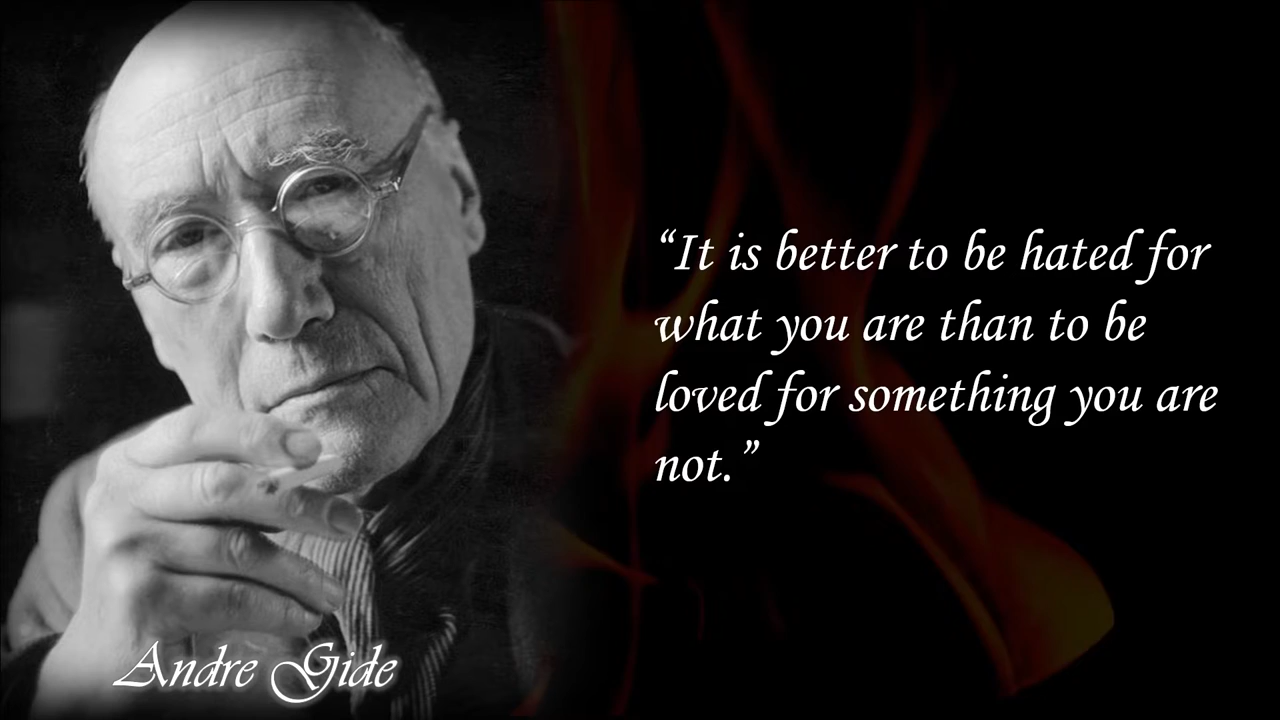 “It is better to be hated for
what you are than to be
loved for something you are
not.”
Andre Gide